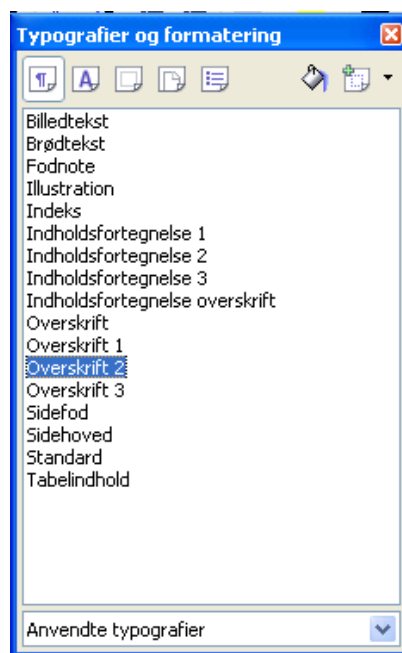 Typografier og formatering
Billedtekst
Brødtekst
Fodnote
Illustration
Indeks
Indholdsfortegnelse 1
Indholdsfortegnelse 2
Indholdsfortegnelse 3
Indholdsfortegnelse overskrift
Overskrift
Overskrift 1
Overskrift 2
Overskrift 3
Sidefod
Sidehoved
Standard
Tabelindhold
Anvendte typografier